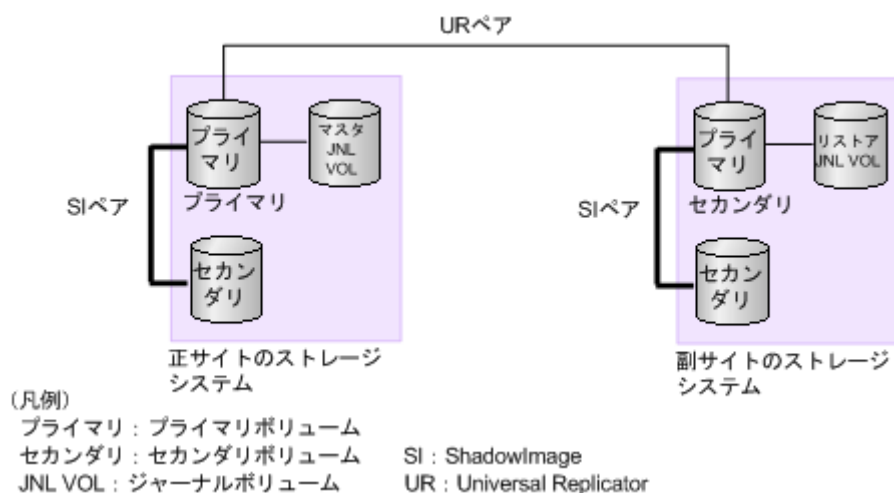 URペア
プライ
マリ
マスタ
JNL
VOL
プライマリ
SIペア
セカン
ダリ
正サイトのストレージ
システム
プライ
マリ
リストア
JNL VOL
セカンダリ
SIペア
セカン
ダリ
副サイトのストレージ
システム
(凡例)
プライマリ：プライマリボリューム
セカンダリ：セカンダリボリューム
SI：ShadowImage
JNL VOL：ジャーナルボリューム
UR：Universal Replicator